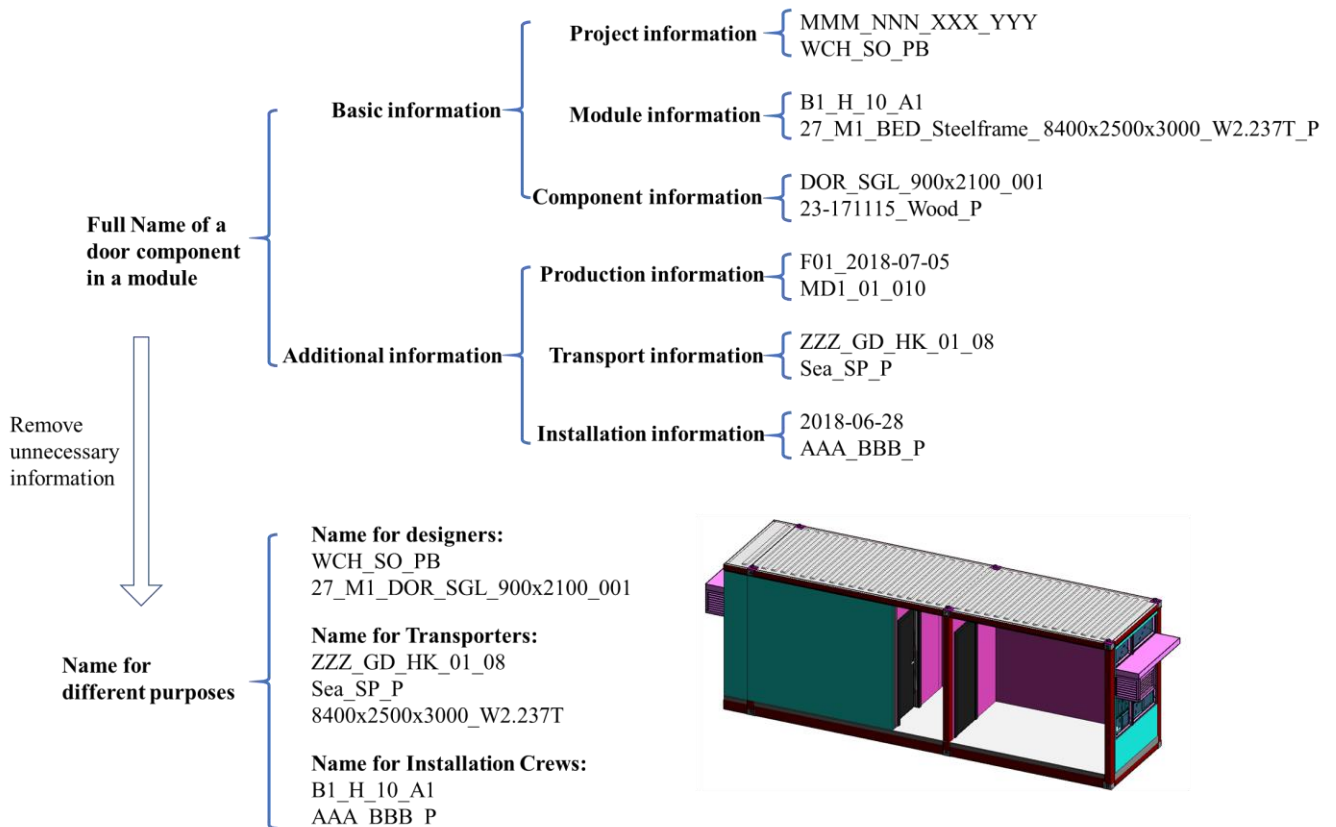 Project information
MMM_NNN_XXX_YYY
WCH_SO_PB
Basic information
Module information
B1_H_10_A1
27_M1_BED_Steelframe_8400x2500x3000_W2.237T_P
Component information
DOR_SGL_900x2100_001
23-171115_Wood_P
Full Name of a
door component
in a module
Production information
F01_2018-07-05
MD1_01_010
Additional information
Transport information
ZZZ_GD_HK_01_08
Sea_SP_P
Installation information
2018-06-28
AAA_BBB_P
Remove
unnecessary
information
Name for
different purposes
Name for designers:
WCH_SO_PB
27_M1_DOR_SGL_900x2100_001
Name for Transporters:
ZZZ_GD_HK_01_08
Sea_SP_P
8400x2500x3000_W2.237T
Name for Installation Crews:
B1_H_10_A1
AAA_BBB_P